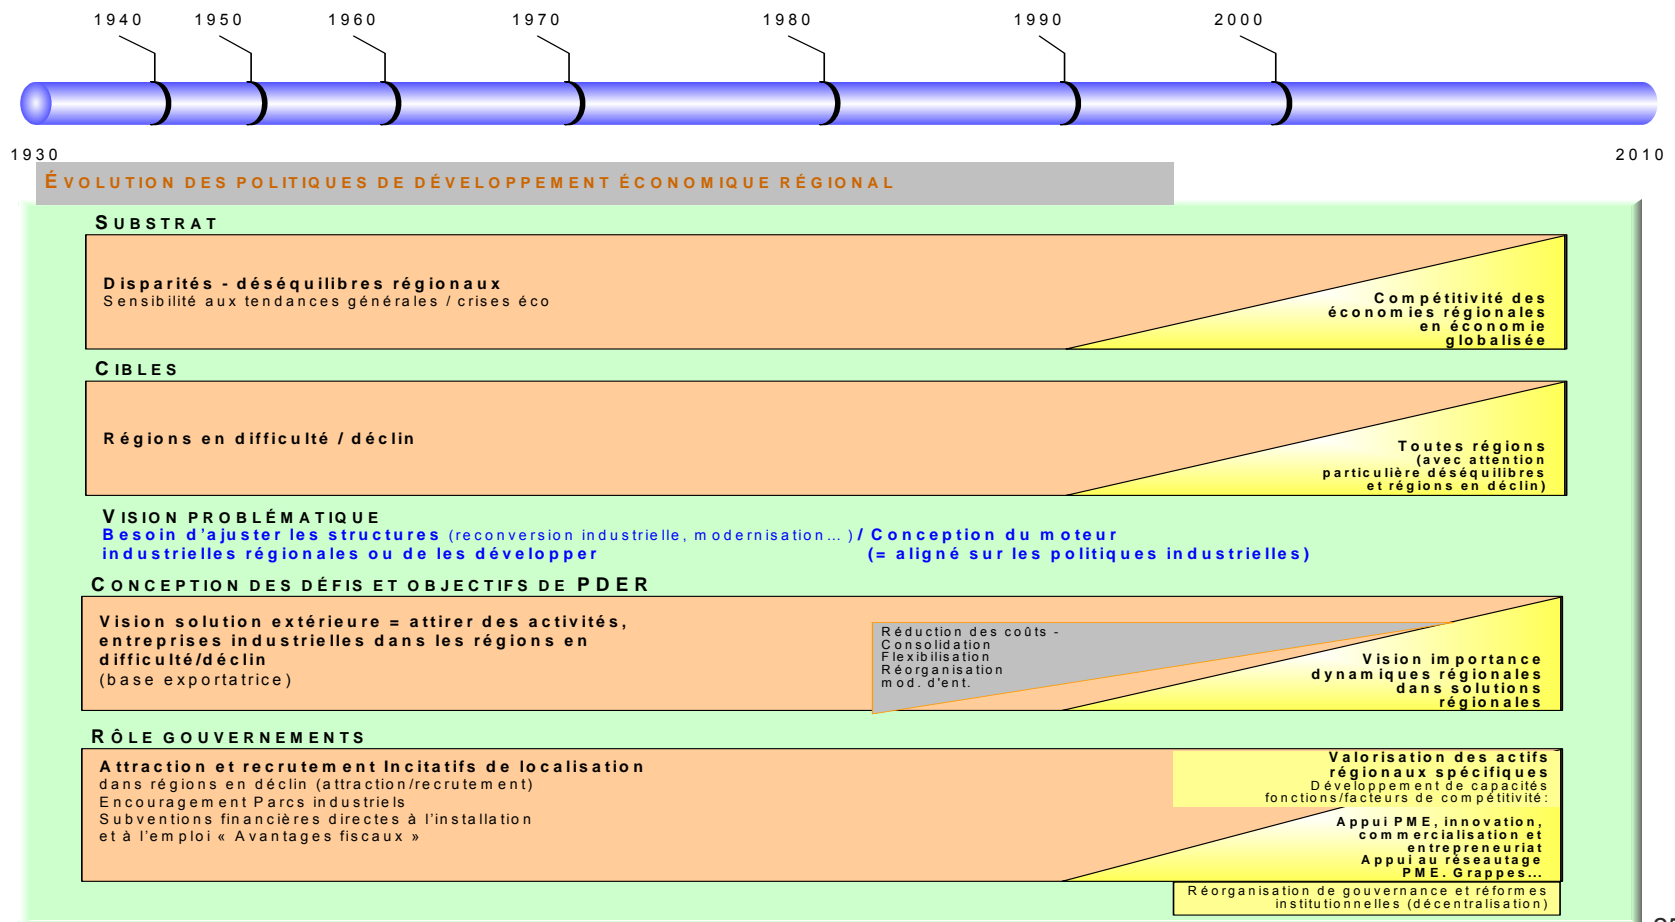 1940 1950 1960 1970 1980 1990 2000
1930 2010
ÉVOLUTION DES POLITIQUES DE DÉVELOPPEMENT ÉCONOMIQUE RÉGIONAL
SUBSTRAT
Disparités - déséquilibres régionaux
Sensibilité aux tendances générales / crises éco
Compétitivité des
économies régionales
en économie
globalisée
CIBLES
Régions en difficulté / déclin
Toutes régions
(avec attention
particulière déséquilibres
et régions en déclin)
VISION PROBLÉMATIQUE
Besoin d'ajuster les structures (reconversion industrielle, modernisation... ) / Conception du moteur
industrielles régionales ou de les développer (= aligné sur les politiques industrielles)
CONCEPTION DES DÉFIS ET OBJECTIFS DE PDER
Vision solution extérieure = attirer des activités,
entreprises industrielles dans les régions en
difficulté/déclin
(base exportatrice)
Réduction des coûts -
Consolidation
Flexibilisation
Réorganisation
mod. d'ent.
Vision importance
dynamiques régionales
dans solutions
régionales
RÔLE GOUVERNEMENTS
Attraction et recrutement Incitatifs de localisation
dans régions en déclin (attraction/recrutement)
Encouragement Parcs industriels
Subventions financières directes à l'installation
et à l'emploi « Avantages fiscaux »
Valorisation des actifs
régionaux spécifiques
Développement de capacités
fonctions/facteurs de compétitivité:
Appui PME, innovation,
commercialisation et
entrepreneuriat
Appui au réseautage
PME. Grappes...
Réorganisation de gouvernance et réformes
institutionnelles (décentralisation)